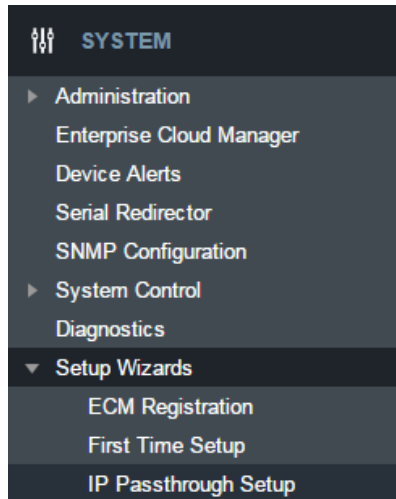 SYSTEM
Administration
Enterprise Cloud Manager
Device Alerts
Serial Redirector
SNMP Configuration
System Control
Diagnostics
Setup Wizards
ECM Registration
First Time Setup
IP Passthrough Setup